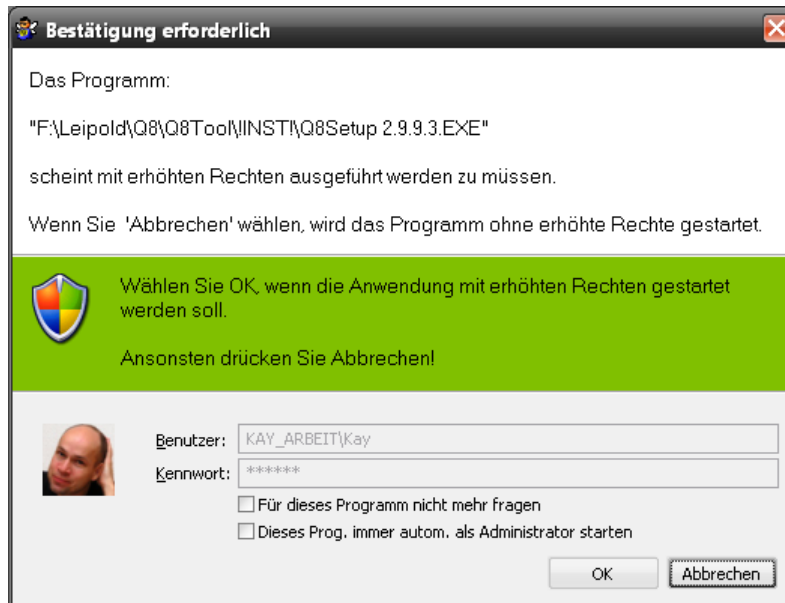 Bestätigung erforderlich
Das Programm:
"F:\Leipold\Q8\Q8Tool\!INST!\Q8Setup 2.9.9.3.EXE"
scheint mit erhöhten Rechten ausgeführt werden zu müssen.
Wenn Sie 'Abbrechen' wählen, wird das Programm ohne erhöhte Rechte gestartet.
Wählen Sie OK, wenn die Anwendung mit erhöhten Rechten gestartet
werden soll.
Ansonsten drücken Sie Abbrechen!
Benutzer: KAY_ARBEIT\Kay
Kennwort: ******
Für dieses Programm nicht mehr fragen
Dieses Prog. immer autom. als Administrator starten
OK Abbrechen